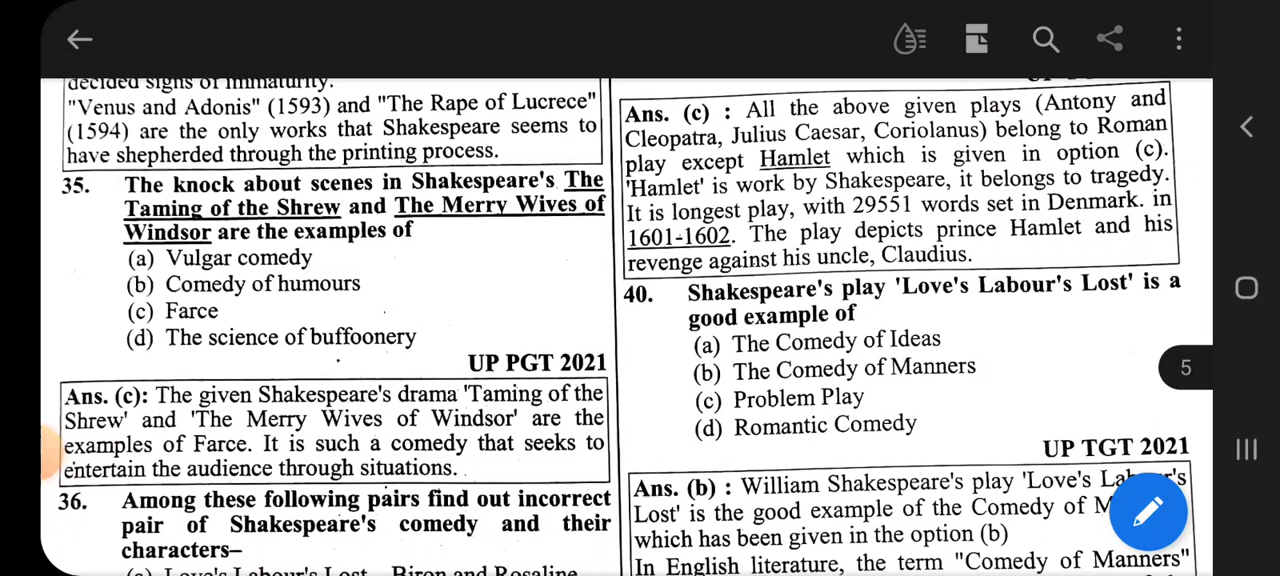 decided signs of immaturity.
"Venus and Adonis" (1593) and "The Rape of Lucrece"
(1594) are the only works that Shakespeare seems to
have shepherded through the printing process.
35. The knock about scenes in Shakespeare's The
Taming of the Shrew and The Merry Wives of
Windsor are the examples of
(a) Vulgar comedy
(b) Comedy of humours
(c) Farce
(d) The science of buffoonery
UP PGT 2021
Ans. (c): The given Shakespeare's drama 'Taming of the
Shrew' and 'The Merry Wives of Windsor' are the
examples of Farce. It is such a comedy that seeks to
entertain the audience through situations.
36. Among these following pairs find out incorrect
pair of Shakespeare's comedy and their
characters–
(a) Love's Labour's Lost – Biron and Rosaline
Ans. (c) : All the above given plays (Antony and
Cleopatra, Julius Caesar, Coriolanus) belong to Roman
play except Hamlet which is given in option (c).
'Hamlet' is work by Shakespeare, it belongs to tragedy.
It is longest play, with 29551 words set in Denmark. in
1601-1602. The play depicts prince Hamlet and his
revenge against his uncle, Claudius.
40. Shakespeare's play 'Love's Labour's Lost' is a
good example of
(a) The Comedy of Ideas
(b) The Comedy of Manners
(c) Problem Play
(d) Romantic Comedy
UP TGT 2021
Ans. (b) : William Shakespeare's play 'Love's
Lost' is the good example of the Comedy of
which has been given in the option (b)
In English literature, the term "Comedy of Manners"
5